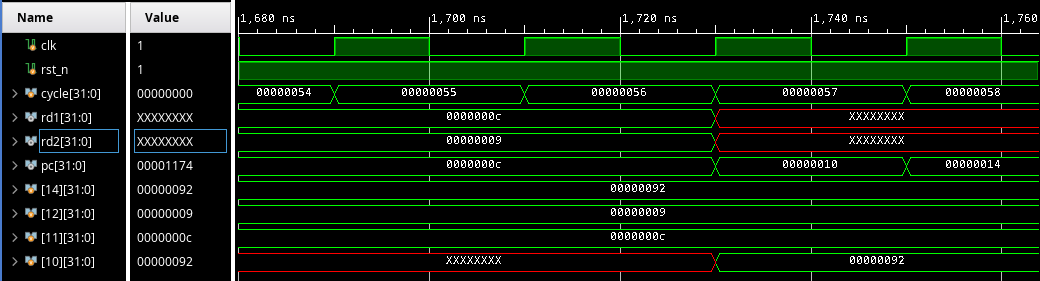 Name Value 1,680 ns 1,700 ns 1,720 ns 1,740 ns 1,760
clk 1
rst_n 1
cycle[31:0] 00000000 00000054 00000055 00000056 00000057 00000058
rd1[31:0] XXXXXXXX 0000000c XXXXXXXX
rd2[31:0] XXXXXXXX 00000009 XXXXXXXX
pc[31:0] 00001174 0000000c 00000010 00000014
[14][31:0] 00000092 00000092
[12][31:0] 00000009 00000009
[11][31:0] 0000000c 0000000c
[10][31:0] 00000092 XXXXXXXX 00000092